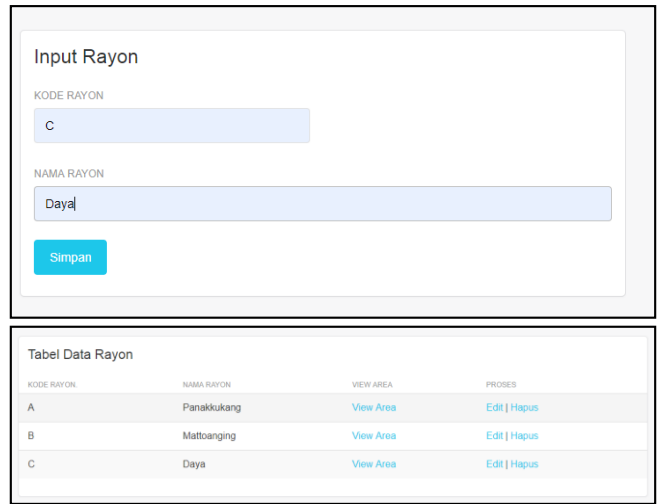 Input Rayon
KODE RAYON
C
NAMA RAYON
Daya
Simpan
Tabel Data Rayon
KODE RAYON NAMA RAYON VIEW AREA PROSES
A Panakkukang View Area Edit | Hapus
B Mattoanging View Area Edit | Hapus
C Daya View Area Edit | Hapus